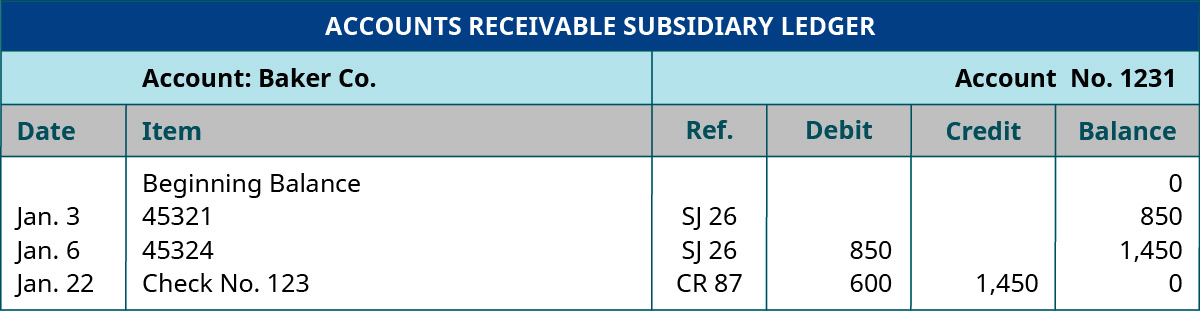 ACCOUNTS RECEIVABLE SUBSIDIARY LEDGER
Account: Baker Co. Account No. 1231
Date Item Ref. Debit Credit Balance
Beginning Balance 0
Jan. 3 45321 SJ 26 850
Jan. 6 45324 SJ 26 850 1,450
Jan. 22 Check No. 123 CR 87 600 1,450 0